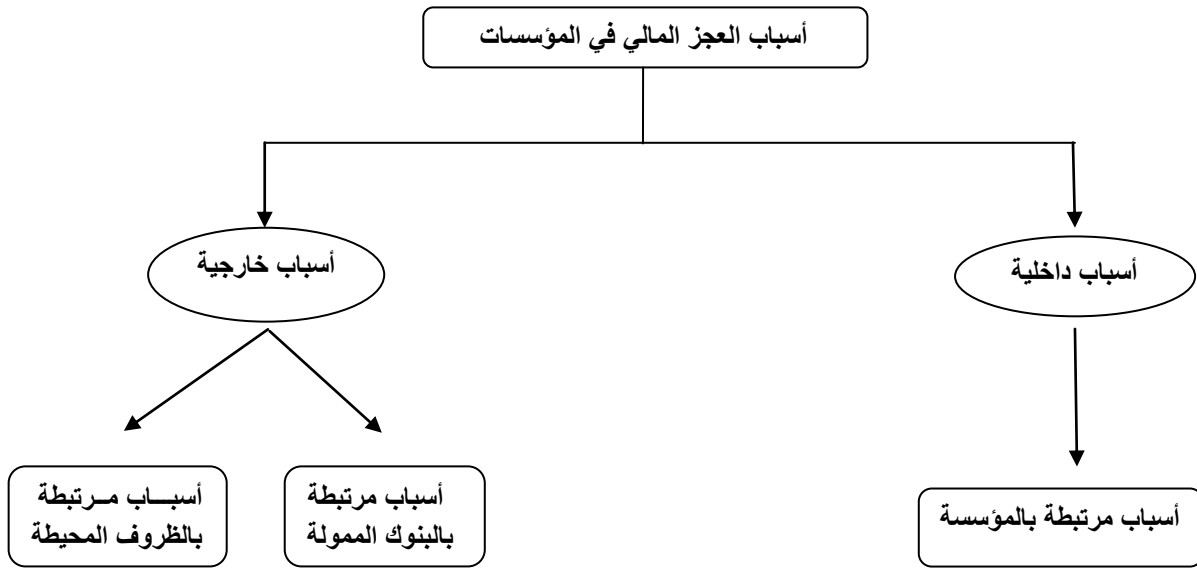 أسباب العجز المالي في المؤسسات
أسباب داخلية
أسباب خارجية
أسباب مرتبطة بالمؤسسة
أسباب مرتبطة
بالبنوك الممولة
أسبـــاب مـرتبطة
بالظروف المحيطة